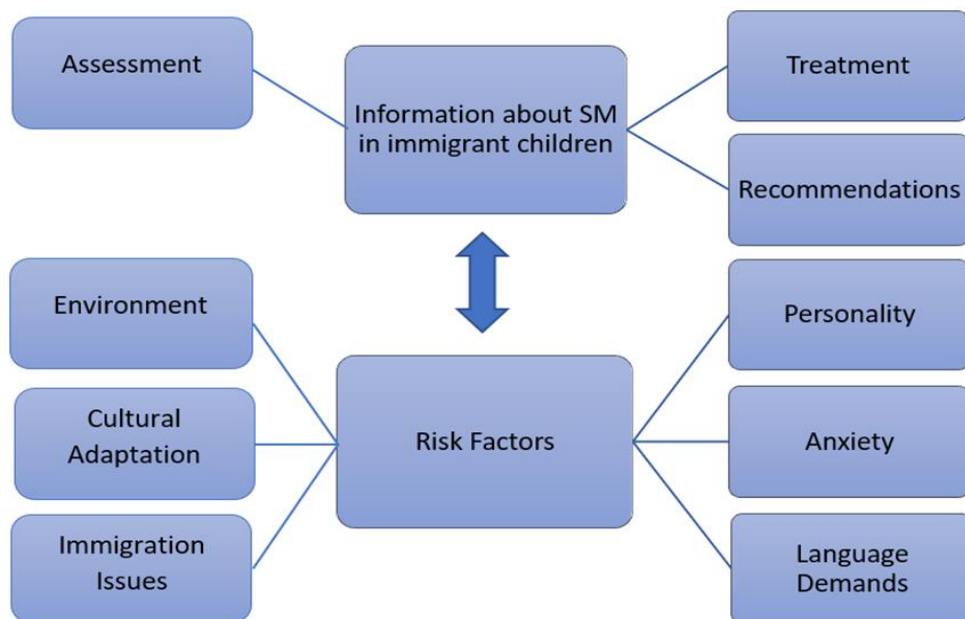 Assessment
Information about SM
in immigrant children
Treatment
Recommendations
Environment
Cultural
Adaptation
Immigration
Issues
Risk Factors
Personality
Anxiety
Language
Demands